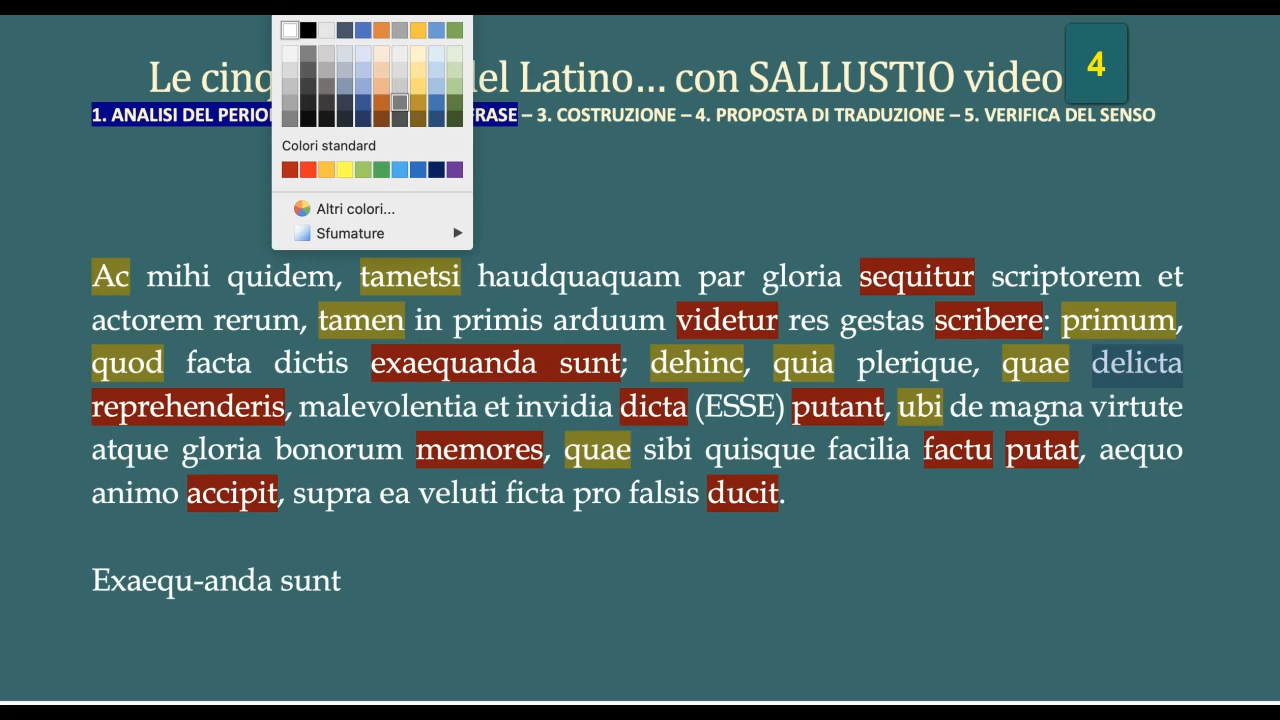 Le cinq del Latino... con SALLUSTIO video
4
1. ANALISI DEL PERIO FRASE – 3. COSTRUZIONE – 4. PROPOSTA DI TRADUZIONE – 5. VERIFICA DEL SENSO
Colori standard
Altri colori...
Sfumature
Ac mihi quidem, tametsi haudquaquam par gloria sequitur scriptorem et
actorem rerum, tamen in primis arduum videtur res gestas scribere: primum,
quod facta dictis exaequanda sunt; dehinc, quia plerique, quae delicta
reprehenderis, malevolentia et invidia dicta (ESSE) putant, ubi de magna virtute
atque gloria bonorum memores, quae sibi quisque facilia factu putat, aequo
animo accipit, supra ea veluti ficta pro falsis ducit.
Exaequ-anda sunt